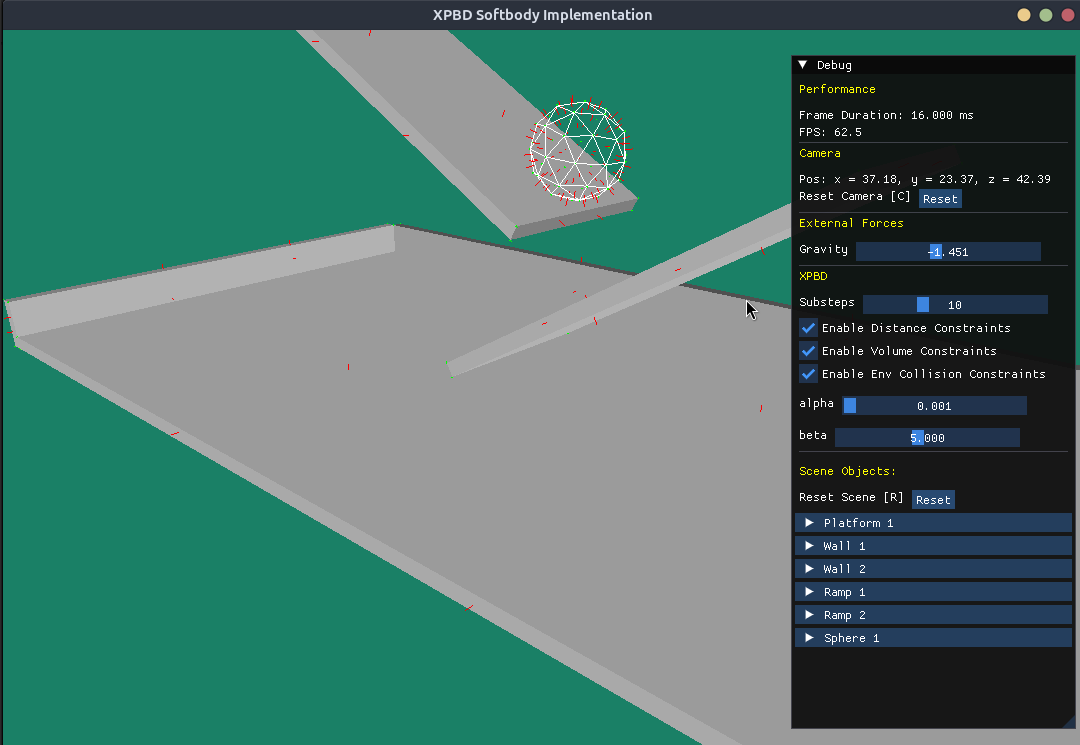 XPBD Softbody Implementation
Debug
Performance
Frame Duration: 16.000 ms
FPS: 62.5
Camera
Pos: x = 37.18, y = 23.37, z = 42.39
Reset Camera [C] Reset
External Forces
Gravity -1.451
XPBD
Substeps 10
Enable Distance Constraints
Enable Volume Constraints
Enable Env Collision Constraints
alpha 0.001
beta 5.000
Scene Objects:
Reset Scene [R] Reset
Platform 1
Wall 1
Wall 2
Ramp 1
Ramp 2
Sphere 1